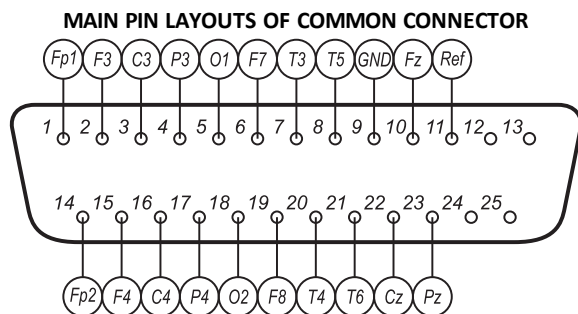 MAIN PIN LAYOUTS OF COMMON CONNECTOR
Fp1 F3 C3 P3 O1 F7 T3 T5 GND Fz Ref
1 2 3 4 5 6 7 8 9 10 11 12 13
14 15 16 17 18 19 20 21 22 23 24 25
Fp2 F4 C4 P4 O2 F8 T4 T6 Cz Pz